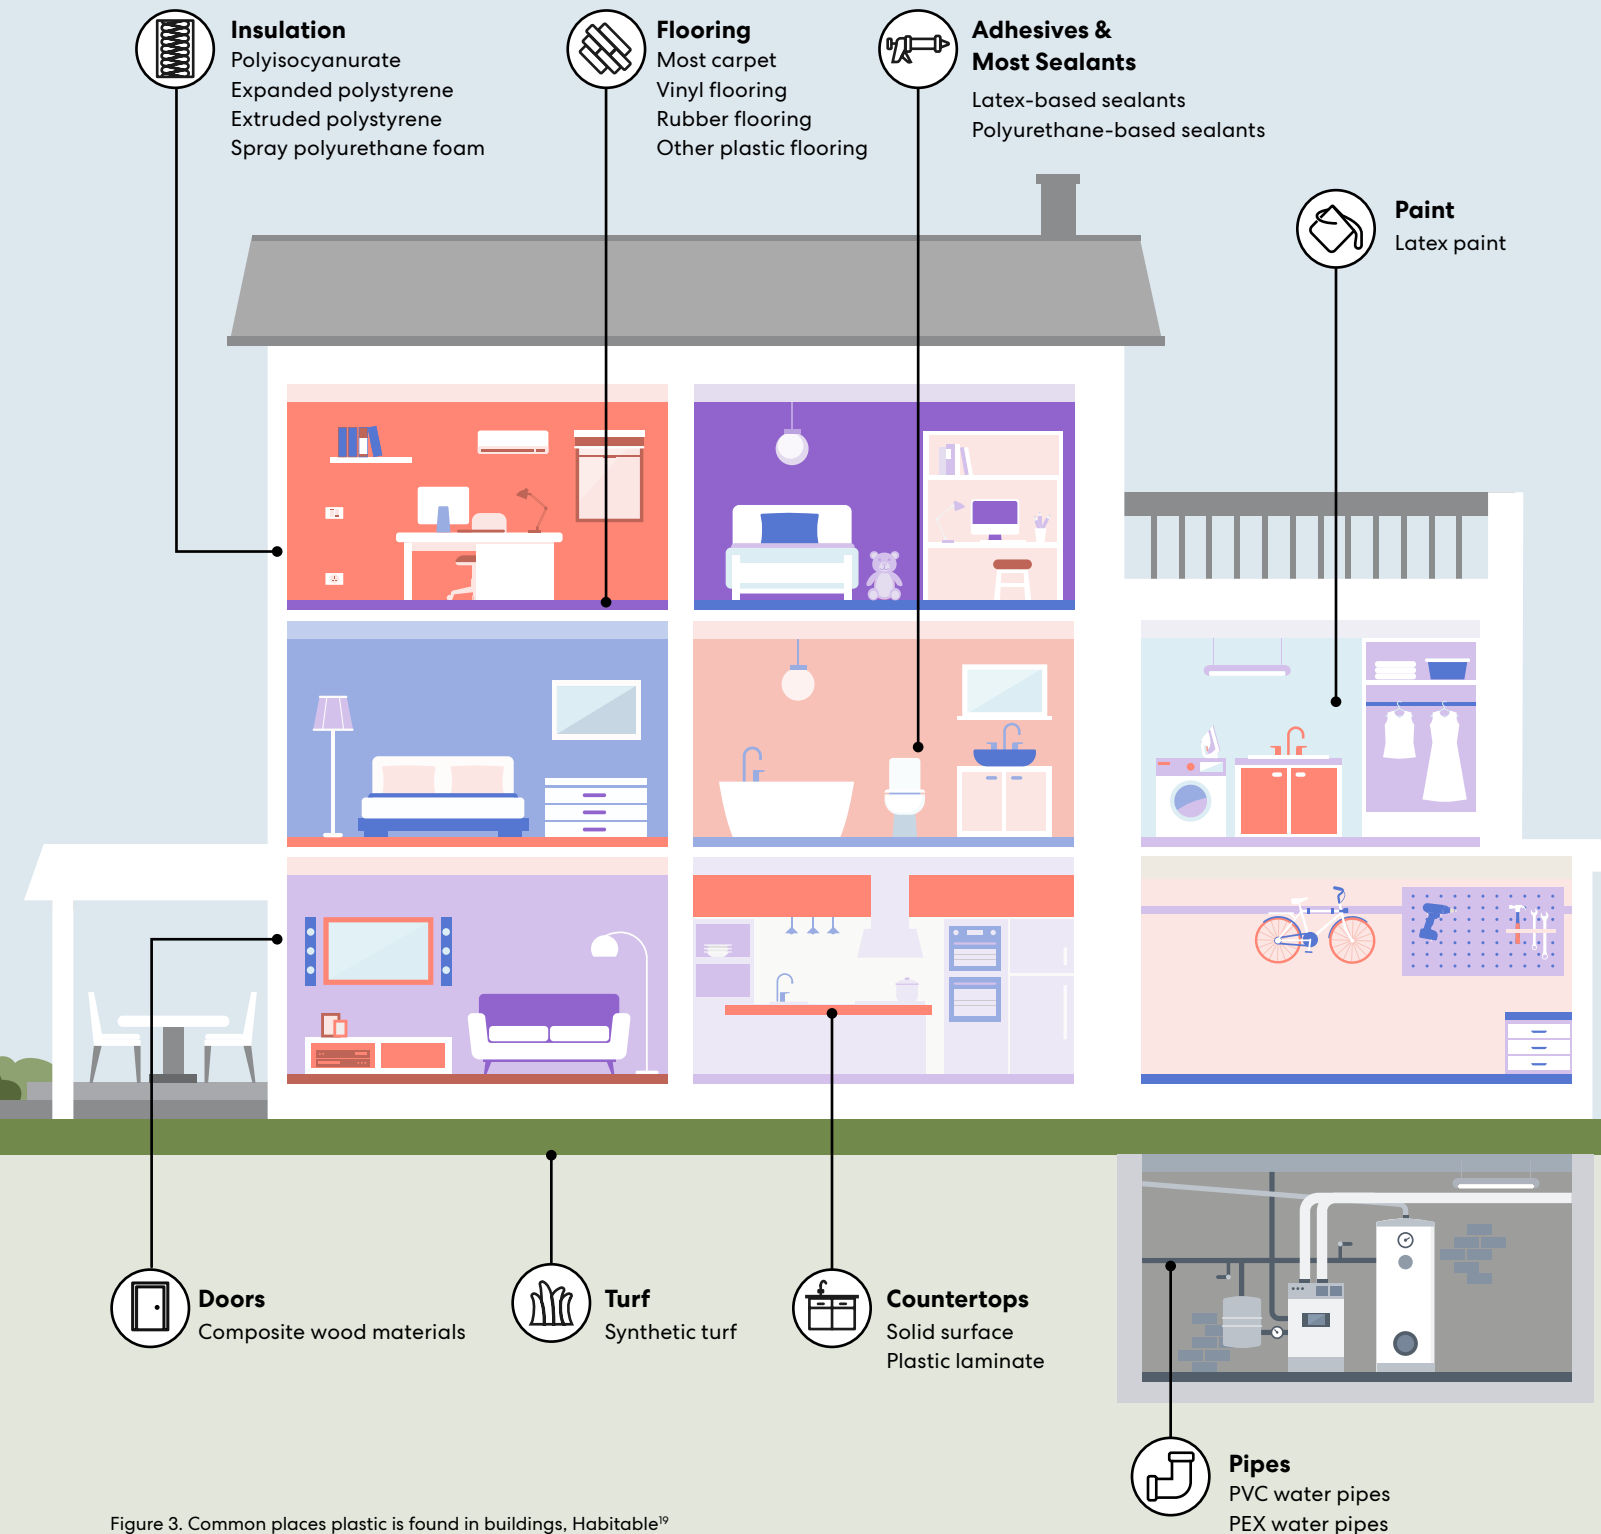 Insulation
Polyisocyanurate
Expanded polystyrene
Extruded polystyrene
Spray polyurethane foam
Flooring
Most carpet
Vinyl flooring
Rubber flooring
Other plastic flooring
Adhesives &
Most Sealants
Latex-based sealants
Polyurethane-based sealants
Paint
Latex paint
Doors
Composite wood materials
Turf
Synthetic turf
Countertops
Solid surface
Plastic laminate
Pipes
PVC water pipes
PEX water pipes
Figure 3. Common places plastic is found in buildings, Habitable¹⁹